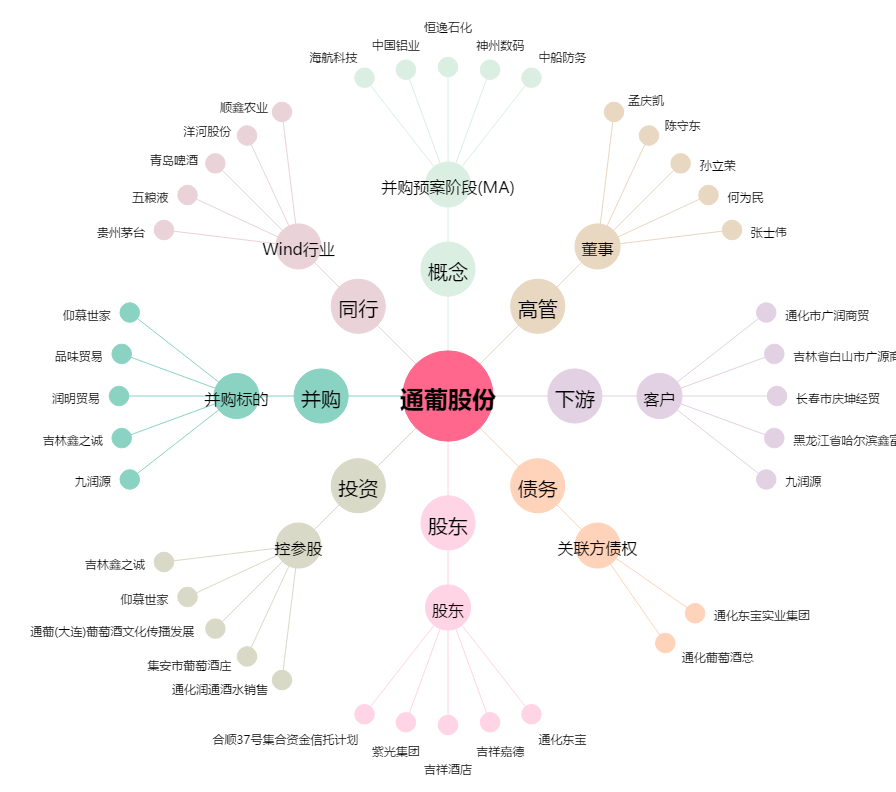 恒逸石化
中国铝业
神州数码
海航科技
中船防务
顺鑫农业
孟庆凯
洋河股份
陈守东
青岛啤酒
孙立荣
并购预案阶段(MA)
五粮液
何为民
贵州茅台
张士伟
Wind行业
董事
概念
同行
高管
仰慕世家
通化市广润商贸
品味贸易
吉林省白山市广源商
润明贸易
并购标的
并购
通葡股份
下游
客户
长春市庆坤经贸
吉林鑫之诚
黑龙江省哈尔滨鑫富
九润源
九润源
投资
债务
股东
控参股
关联方债权
吉林鑫之诚
仰慕世家
股东
通化东宝实业集团
通葡(大连)葡萄酒文化传播发展
通化葡萄酒总
集安市葡萄酒庄
通化润通酒水销售
合顺37号集合资金信托计划
通化东宝
紫光集团
吉祥嘉德
吉祥酒店